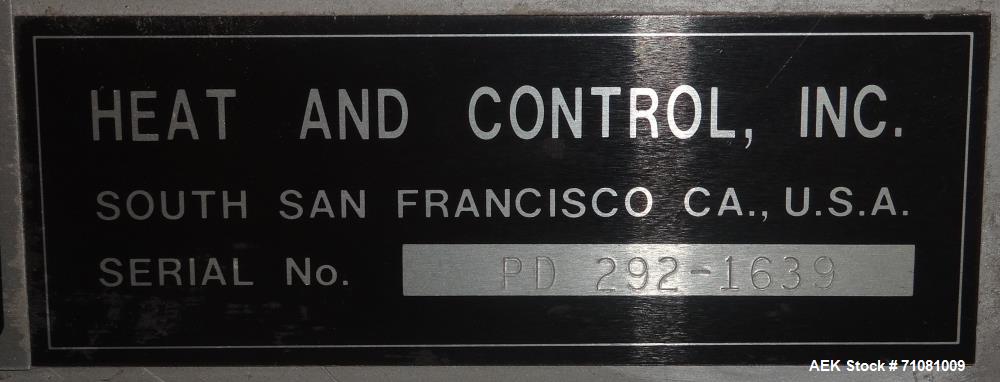 HEAT AND CONTROL, INC.
SOUTH SAN FRANCISCO CA., U.S.A.
SERIAL No. PD 292-1639
AEK Stock # 71081009